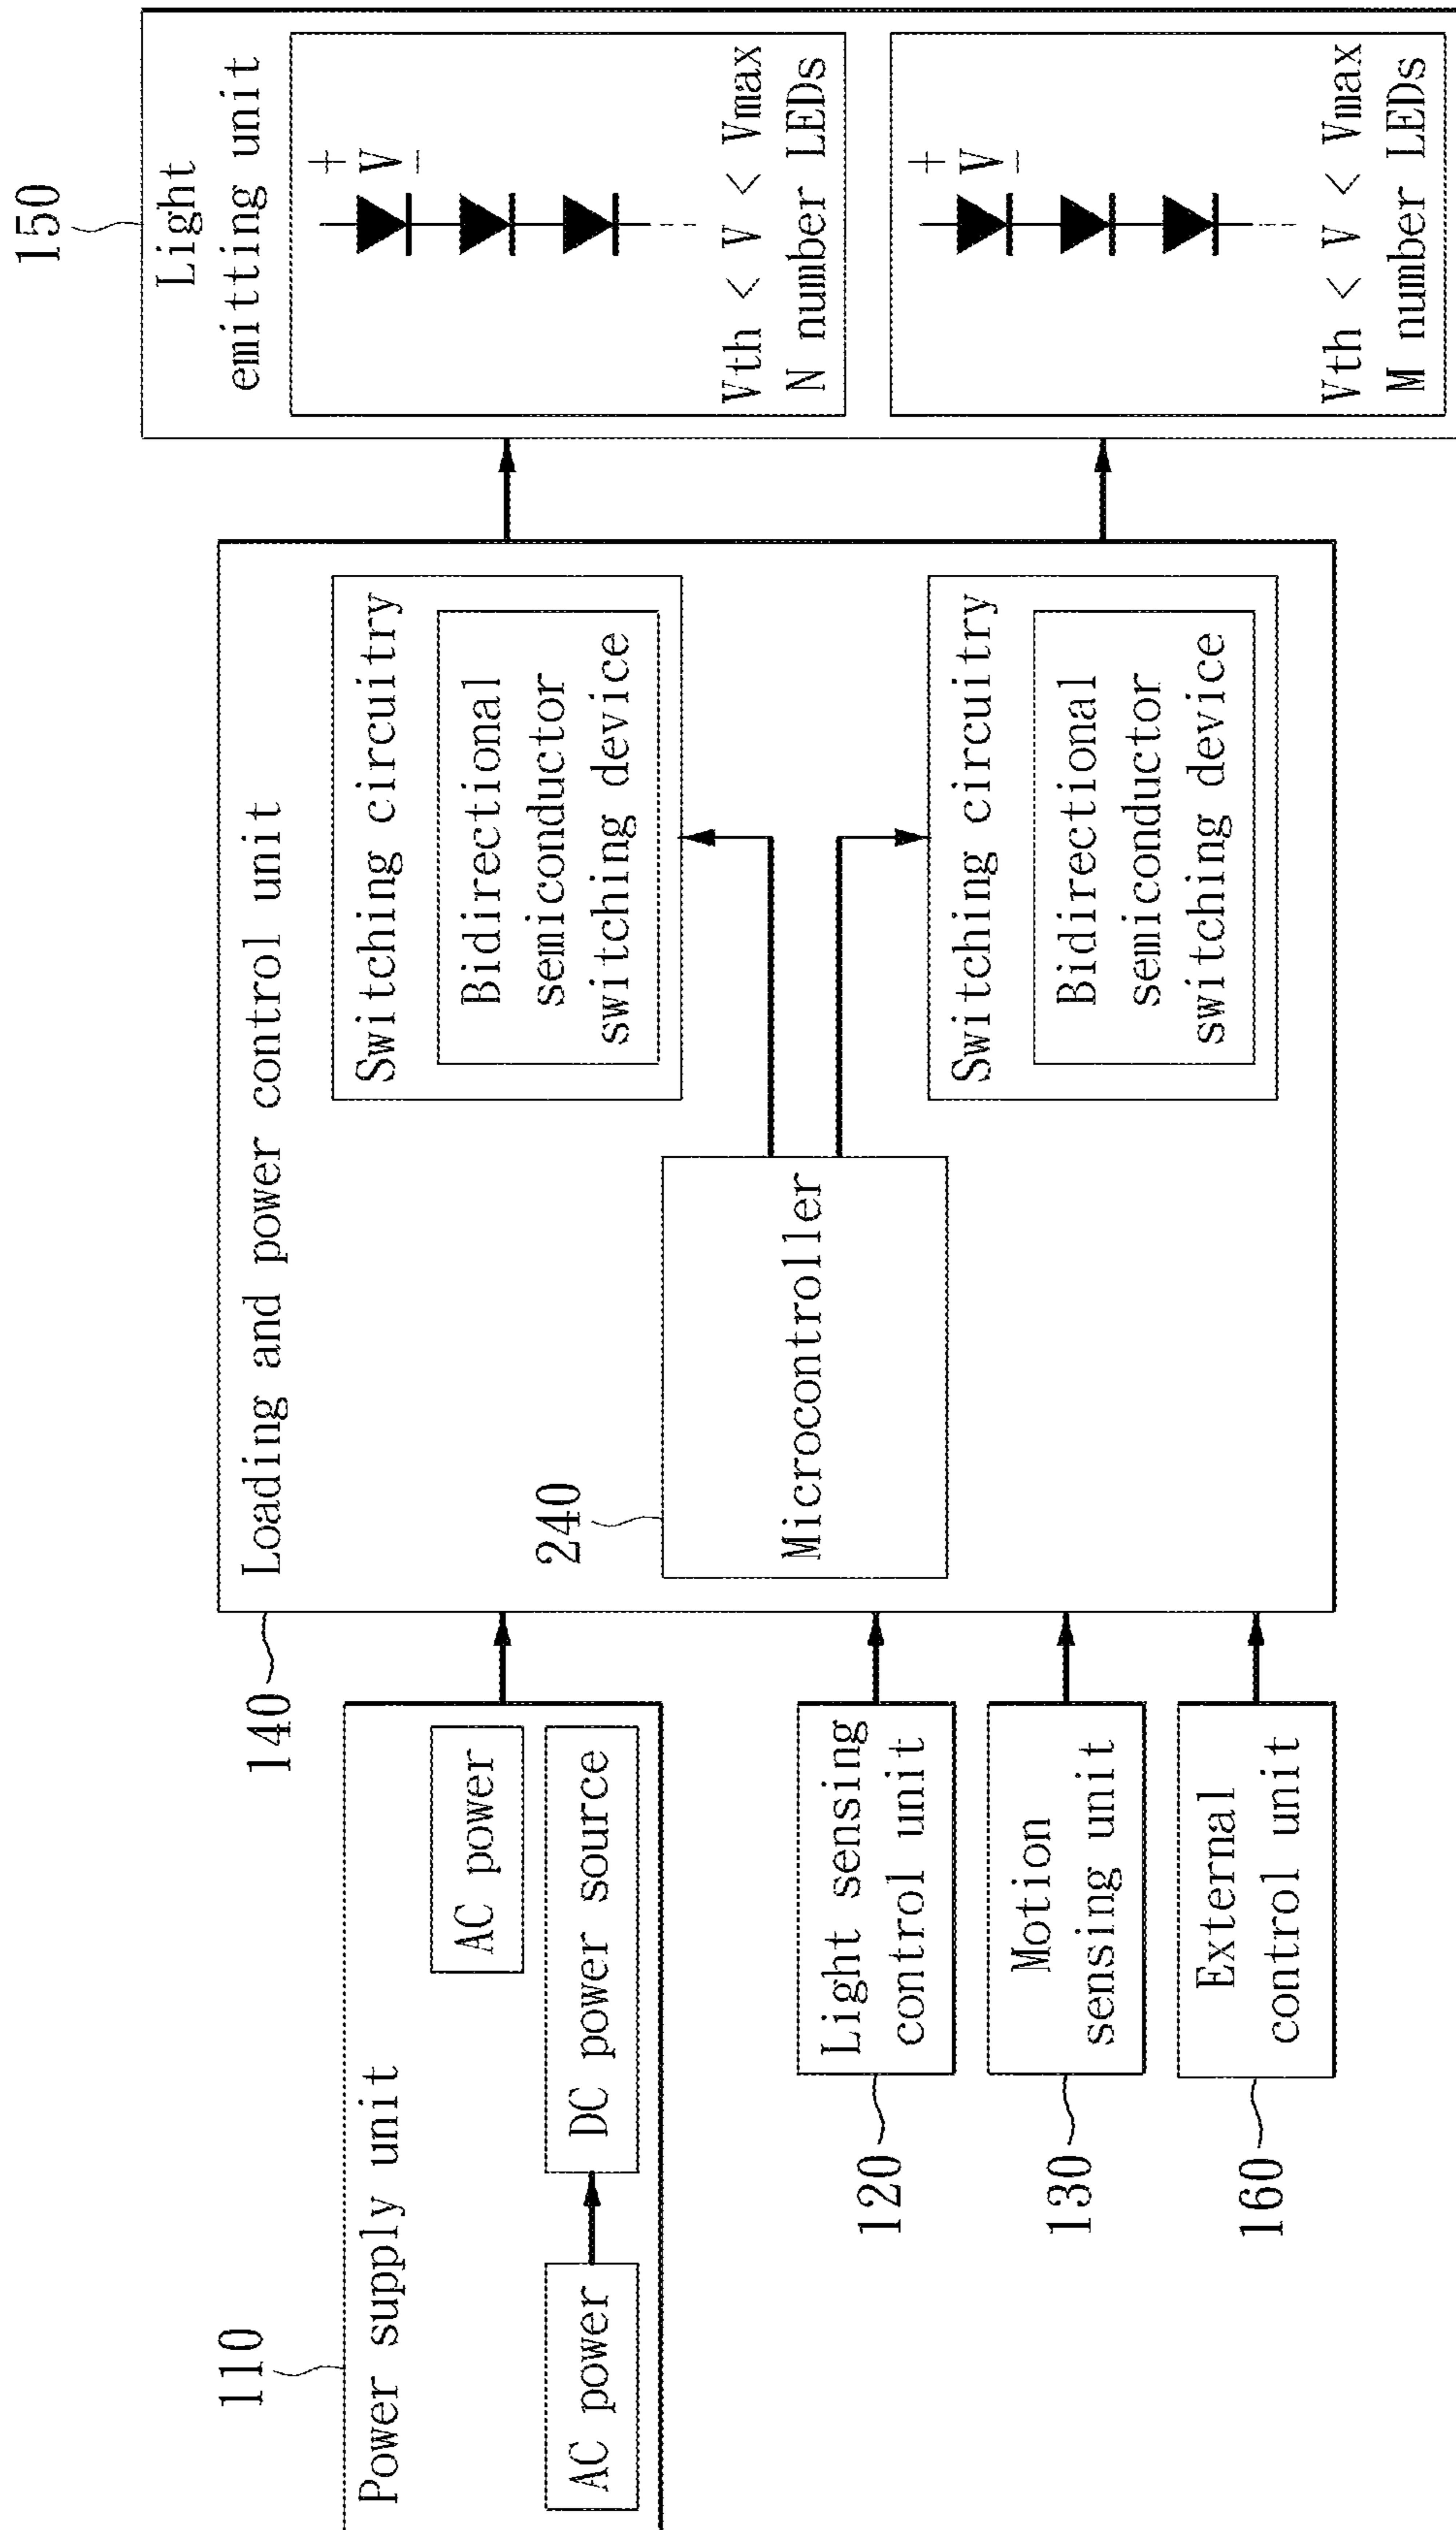 110
Power supply unit
AC power
AC power
DC power source
120
Light sensing
control unit
130
Motion
sensing unit
160
External
control unit
140
Loading and power control unit
240
Microcontroller
Switching circuitry
Bidirectional
semiconductor
switching device
Switching circuitry
Bidirectional
semiconductor
switching device
150
Light
emitting unit
+
V
−
Vth < V < Vmax
N number LEDs
+
V
−
Vth < V < Vmax
M number LEDs